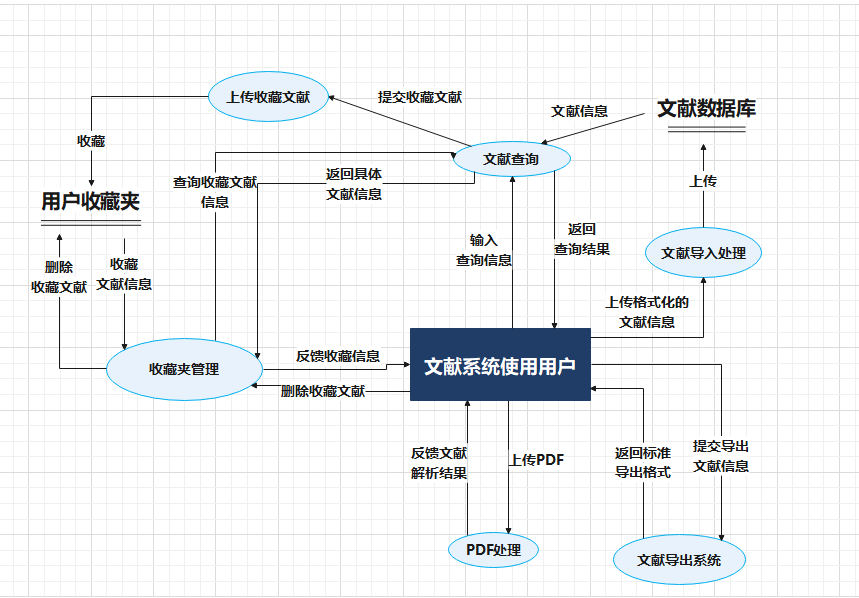 上传收藏文献
提交收藏文献
文献信息
文献数据库
收藏
文献查询
查询收藏文献
信息
返回具体
文献信息
上传
用户收藏夹
输入
查询信息
返回
查询结果
文献导入处理
删除
收藏文献
收藏
文献信息
上传格式化的
文献信息
收藏夹管理
反馈收藏信息
文献系统使用用户
删除收藏文献
反馈文献
解析结果
上传PDF
返回标准
导出格式
提交导出
文献信息
PDF处理
文献导出系统